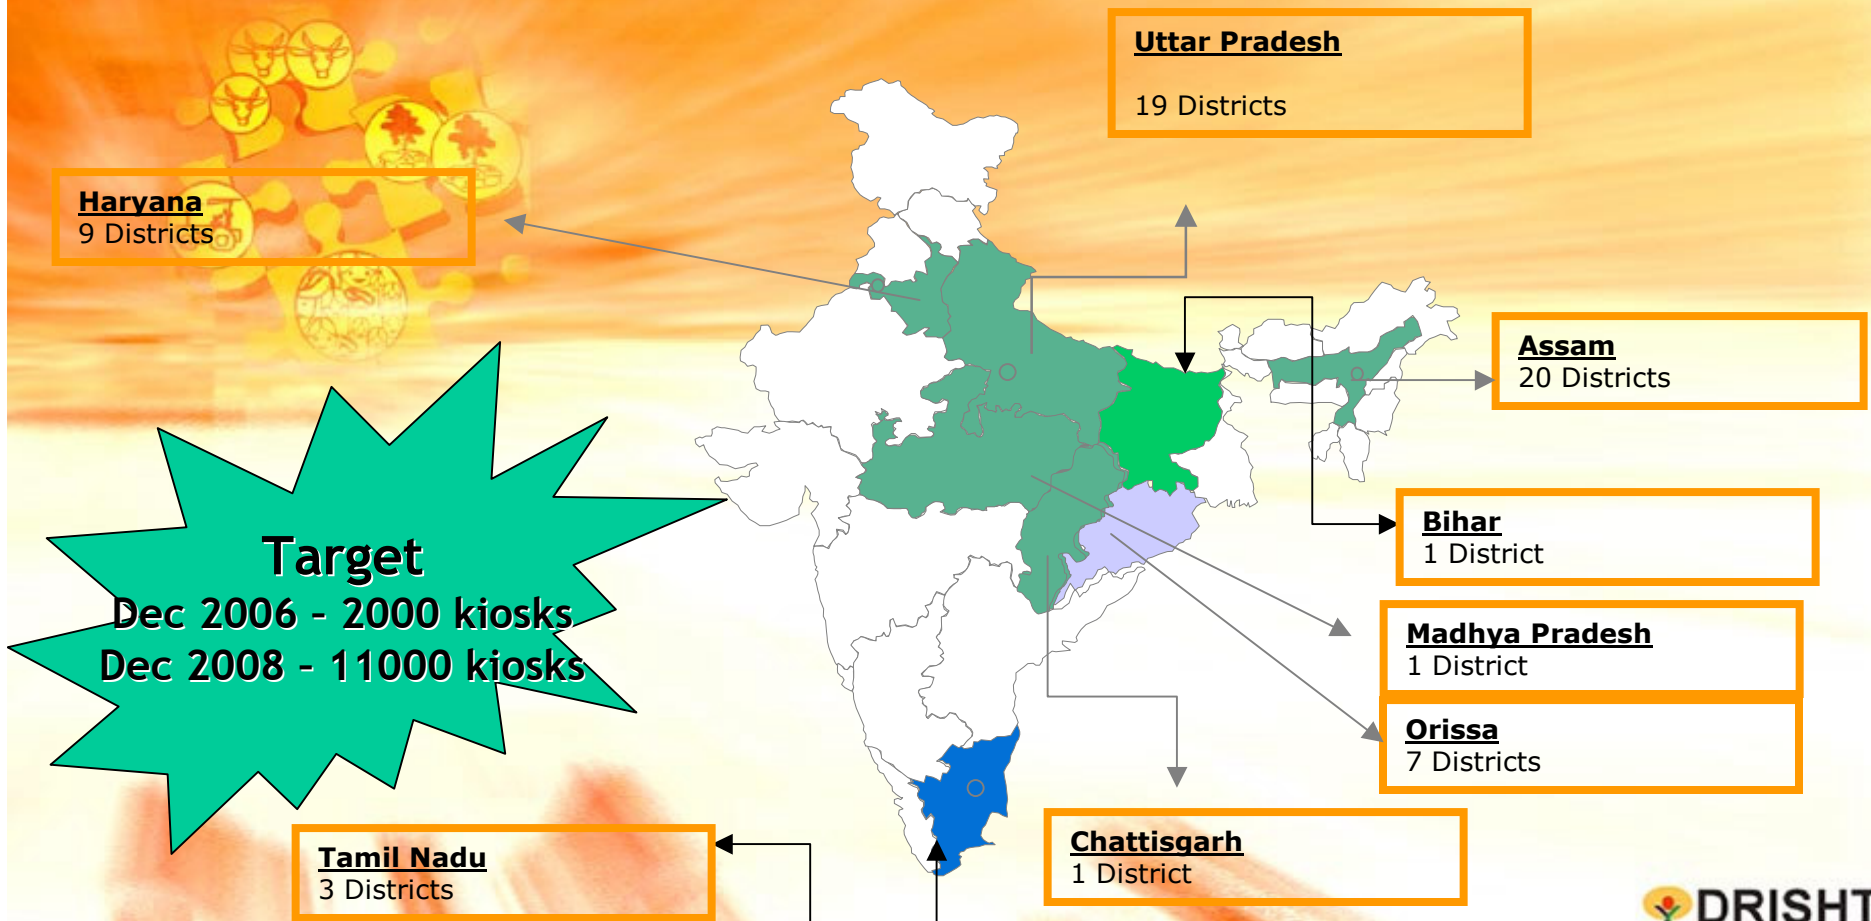 Uttar Pradesh
19 Districts
Haryana
9 Districts
Assam
20 Districts
Bihar
1 District
Target
Dec 2006 – 2000 kiosks
Dec 2008 – 11000 kiosks
Madhya Pradesh
1 District
Orissa
7 Districts
Chattisgarh
1 District
Tamil Nadu
3 Districts
DRISHT